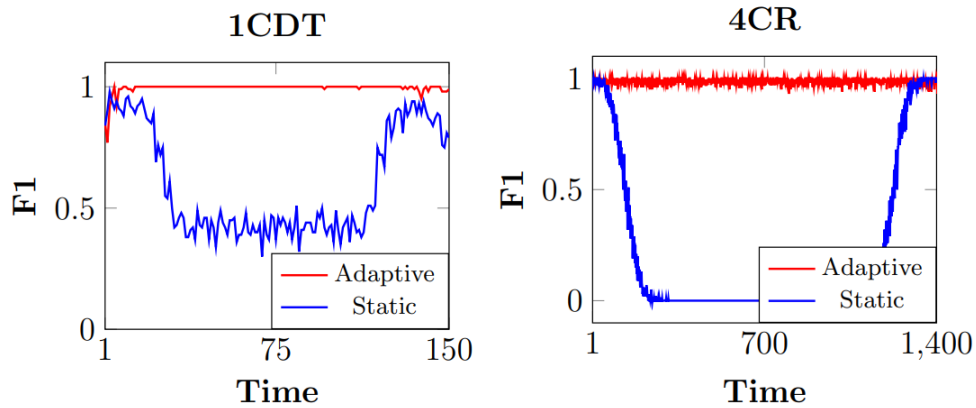 1CDT
F1
1
0.5
0
1
75
150
Time
Adaptive
Static
4CR
F1
1
0.5
0
1
700
1,400
Time
Adaptive
Static